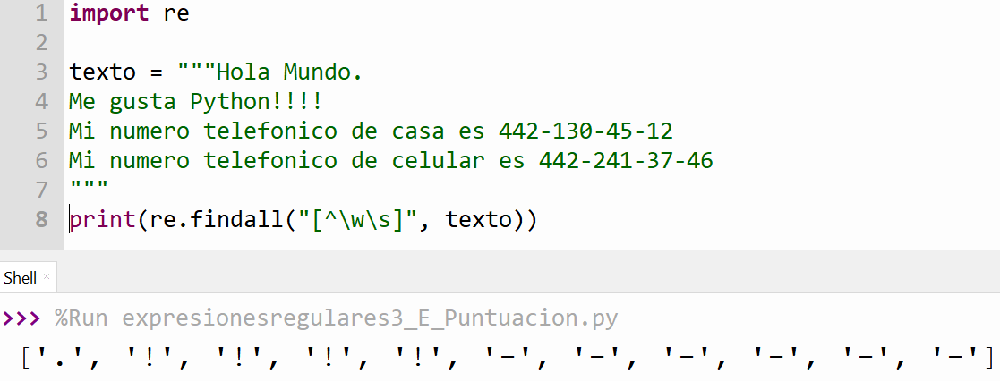 1 import re
2
3 texto = """Hola Mundo.
4 Me gusta Python!!!!
5 Mi numero telefonico de casa es 442-130-45-12
6 Mi numero telefonico de celular es 442-241-37-46
7 """
8 print(re.findall("[^\w\s]", texto))
Shell ×
>>> %Run expresionesregulares3_E_Puntuacion.py
['.', '!', '!', '!', '!', '-', '-', '-', '-', '-', '-']